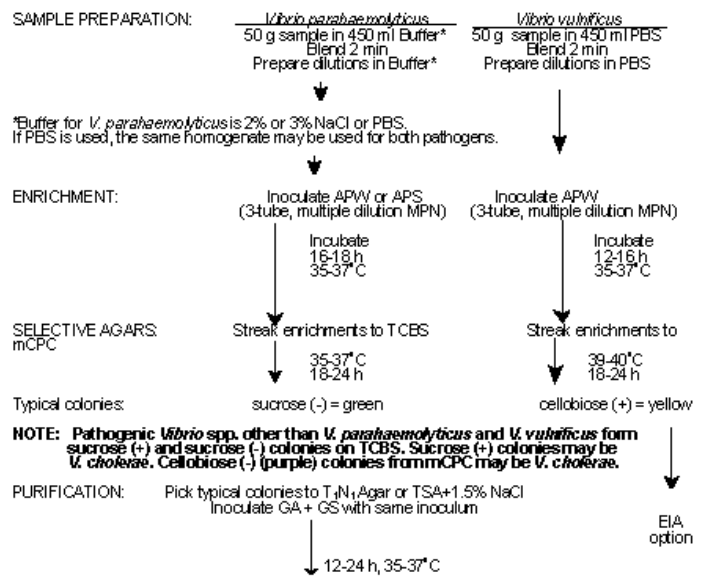 SAMPLE PREPARATION: Vibrio parahaemolyticus Vibrio vulnificus
50 g sample in 450 ml Buffer* 50 g sample in 450 ml PBS
Blend 2 min Blend 2 min
Prepare dilutions in Buffer* Prepare dilutions in PBS
*Buffer for V. parahaemolyticus is 2% or 3% NaCl or PBS.
If PBS is used, the same homogenate may be used for both pathogens.
ENRICHMENT: Inoculate APW or APS Inoculate APW
(3-tube, multiple dilution MPN) (3-tube, multiple dilution MPN)
Incubate Incubate
16-18 h 12-16 h
35-37°C 35-37°C
SELECTIVE AGARS: Streak enrichments to TCBS Streak enrichments to
mCPC
35-37°C 39-40°C
18-24 h 18-24 h
Typical colonies: sucrose (-) = green cellobiose (+) = yellow
NOTE: Pathogenic Vibrio spp. other than V. parahaemolyticus and V. vulnificus form
sucrose (+) and sucrose (-) colonies on TCBS. Sucrose (+) colonies may be
V. cholerae. Cellobiose (-) (purple) colonies from mCPC may be V. cholerae.
PURIFICATION: Pick typical colonies to T₁N₁ Agar or TSA+1.5% NaCl
Inoculate GA + GS with same inoculum
EIA
option
12-24 h, 35-37°C